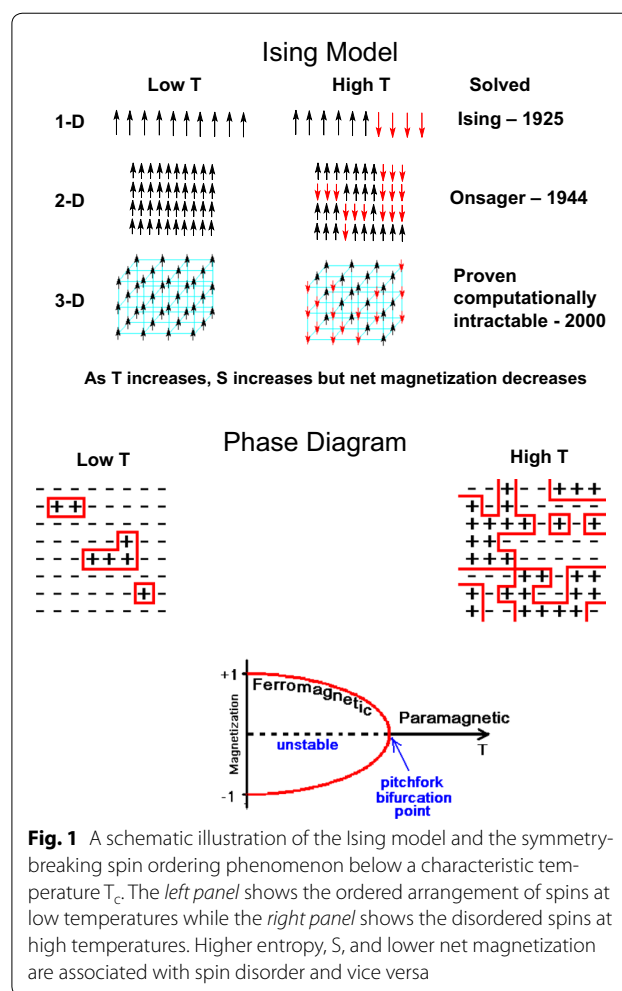 Ising Model
Low T High T Solved
1-D Ising – 1925
2-D Onsager – 1944
3-D Proven
computationally
intractable - 2000
As T increases, S increases but net magnetization decreases
Phase Diagram
Low T High T
+1
Ferromagnetic
Magnetization
Paramagnetic
unstable
T
pitchfork
bifurcation
point
-1
Fig. 1 A schematic illustration of the Ising model and the symmetry-
breaking spin ordering phenomenon below a characteristic tem-
perature Tc. The left panel shows the ordered arrangement of spins at
low temperatures while the right panel shows the disordered spins at
high temperatures. Higher entropy, S, and lower net magnetization
are associated with spin disorder and vice versa